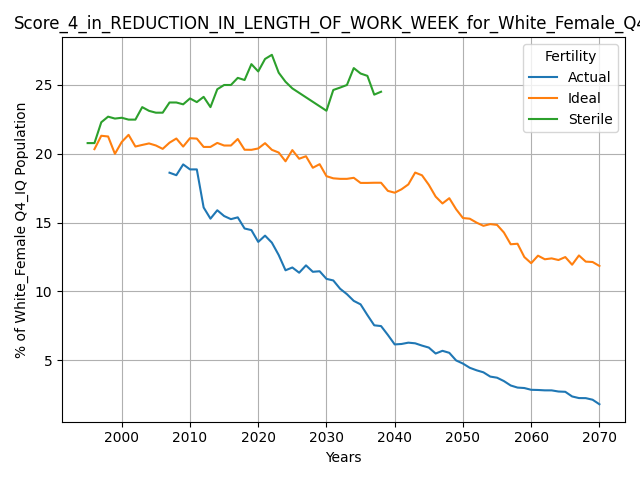 Score_4_in_REDUCTION_IN_LENGTH_OF_WORK_WEEK_for_White_Female_Q4
Fertility
Actual
Ideal
Sterile
% of White_Female Q4_IQ Population
25
20
15
10
5
2000 2010 2020 2030 2040 2050 2060 2070
Years